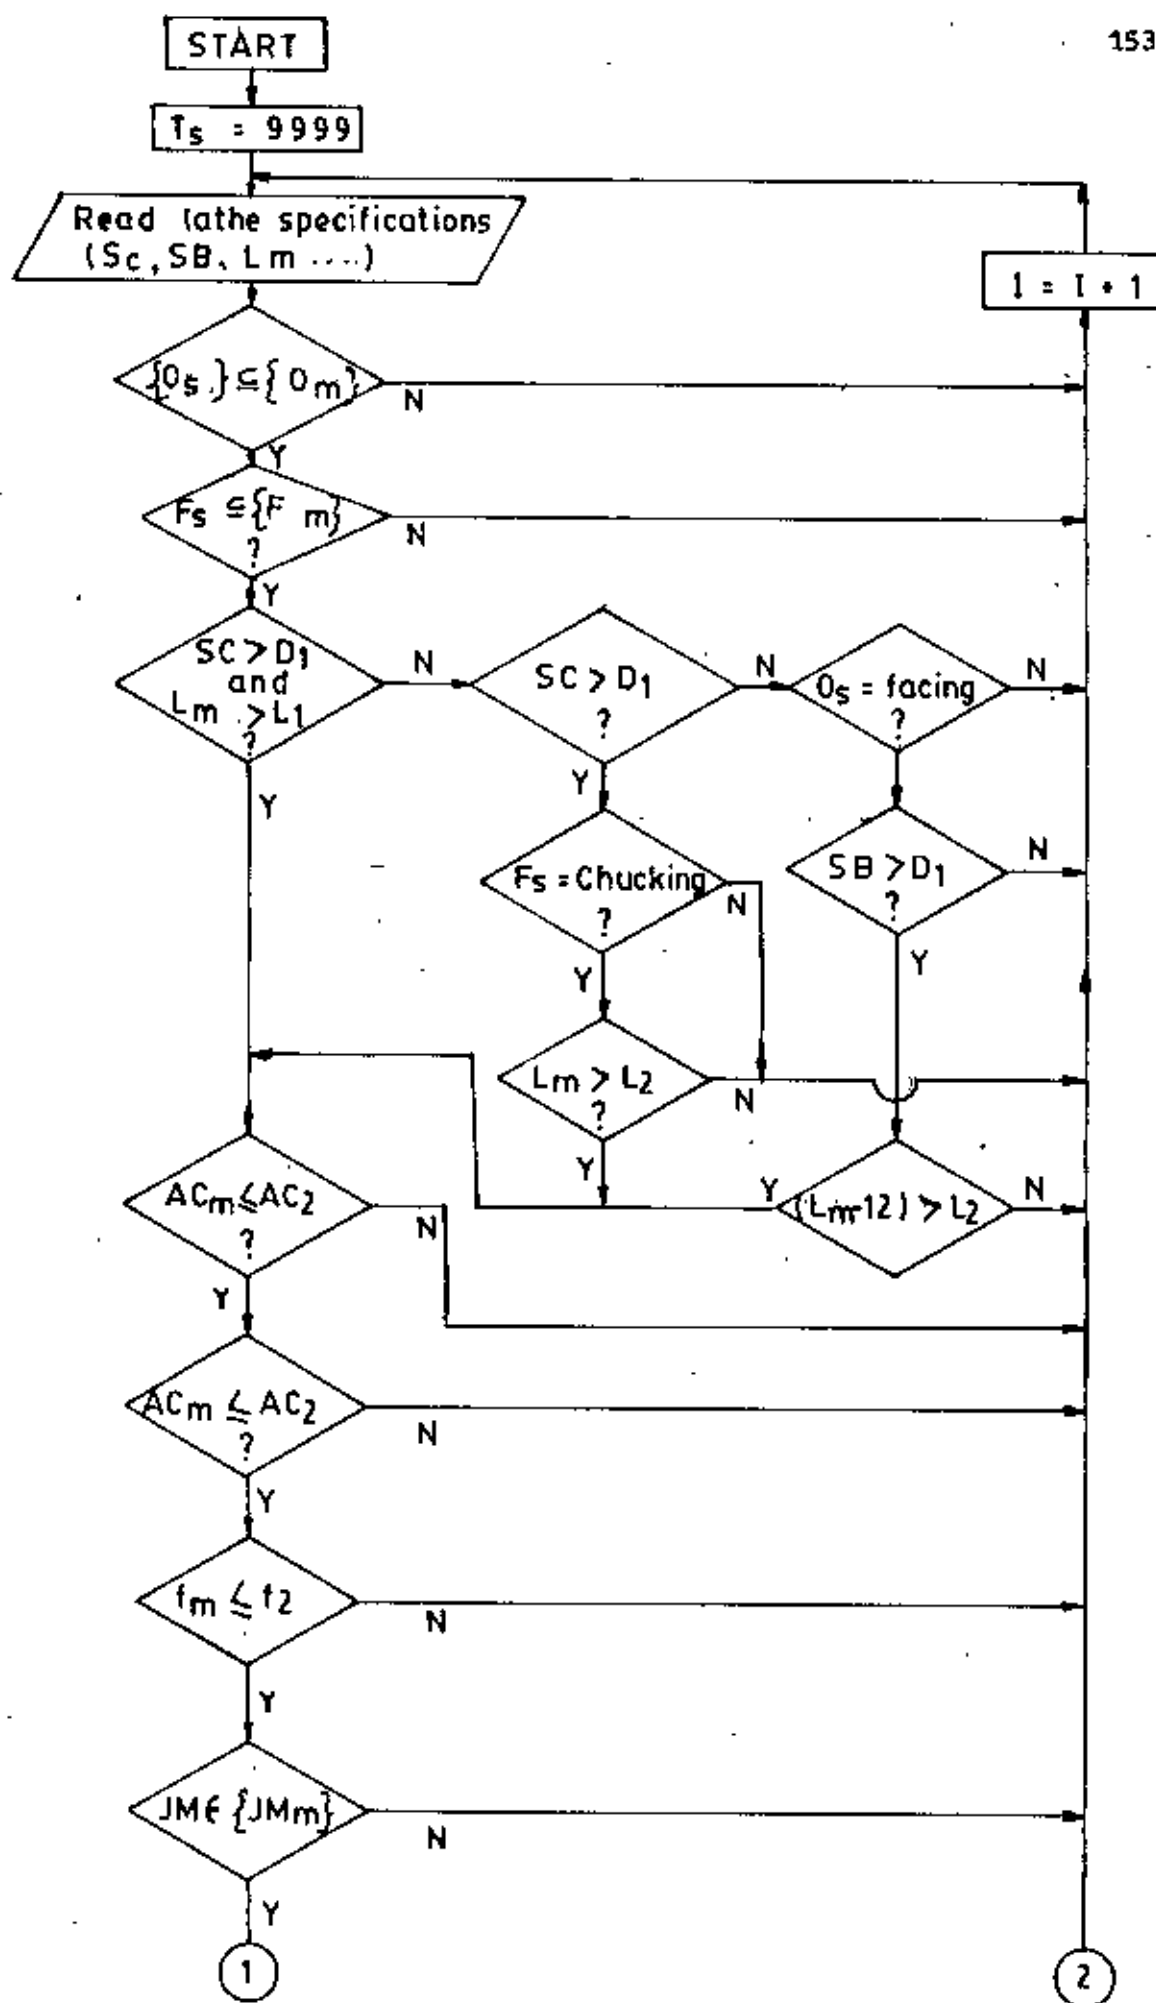 153
START
Ts = 9999
Read lathe specifications
(Sc, SB, Lm ....)
I = I + 1
{Os} ⊆ { Om}
N
Y
Fs ⊆ {F m}
?
N
Y
SC > D1
and
Lm > L1
?
N
Y
SC > D1
?
N
Y
Os = facing
?
N
Fs = Chucking
?
N
Y
SB > D1
?
N
Y
Lm > L2
?
N
Y
(Lm-12) > L2
Y
N
ACm ≤ AC2
?
N
Y
ACm ≤ AC2
?
N
Y
fm ≤ f2
N
Y
JM ∈ {JMm}
N
Y
1
2